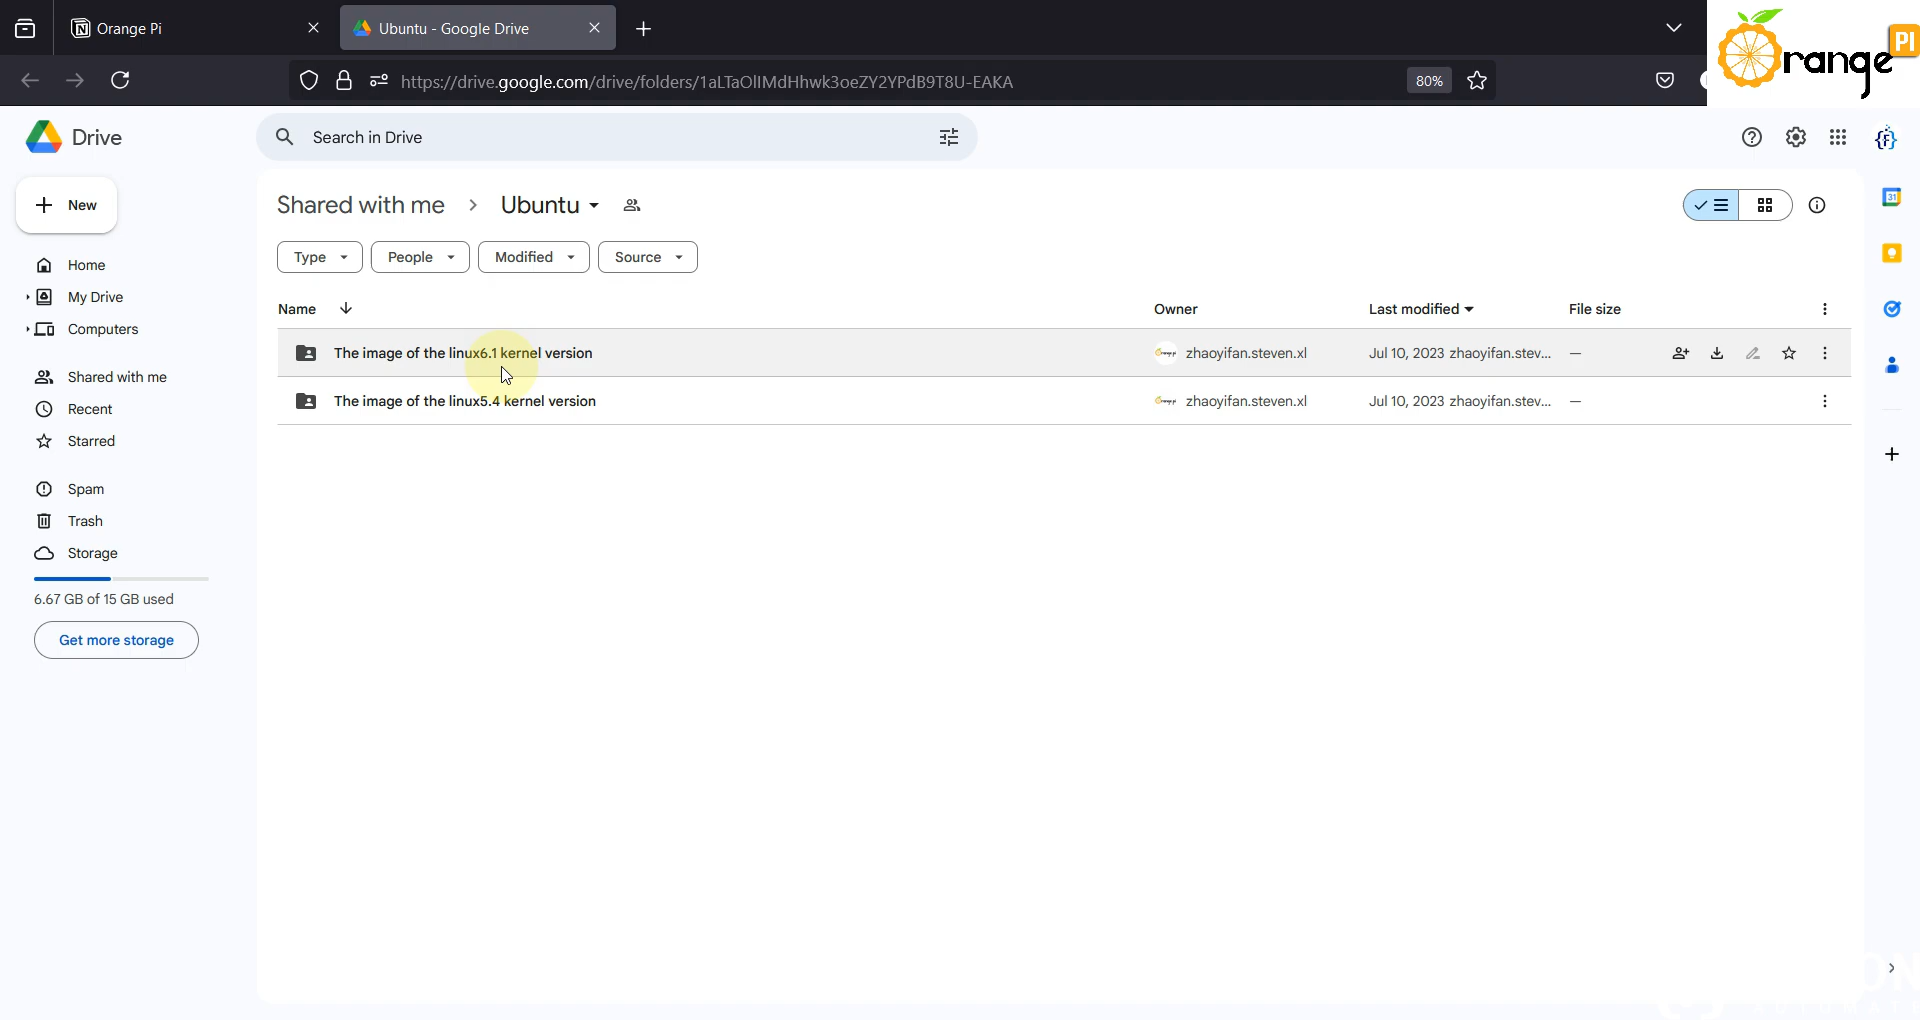 Orange Pi
Ubuntu - Google Drive
https://drive.google.com/drive/folders/1aLTaOlIMdHhwk3oeZY2YPdB9T8U-EAKA
80%
range
PI
Drive
Search in Drive
31
{F}
New
Shared with me > Ubuntu
Type
People
Modified
Source
Home
My Drive
Computers
Shared with me
Recent
Starred
Spam
Trash
Storage
6.67 GB of 15 GB used
Get more storage
Name
Owner
Last modified
File size
The image of the linux6.1 kernel version
zhaoyifan.steven.xl
Jul 10, 2023 zhaoyifan.stev...
—
The image of the linux5.4 kernel version
zhaoyifan.steven.xl
Jul 10, 2023 zhaoyifan.stev...
—